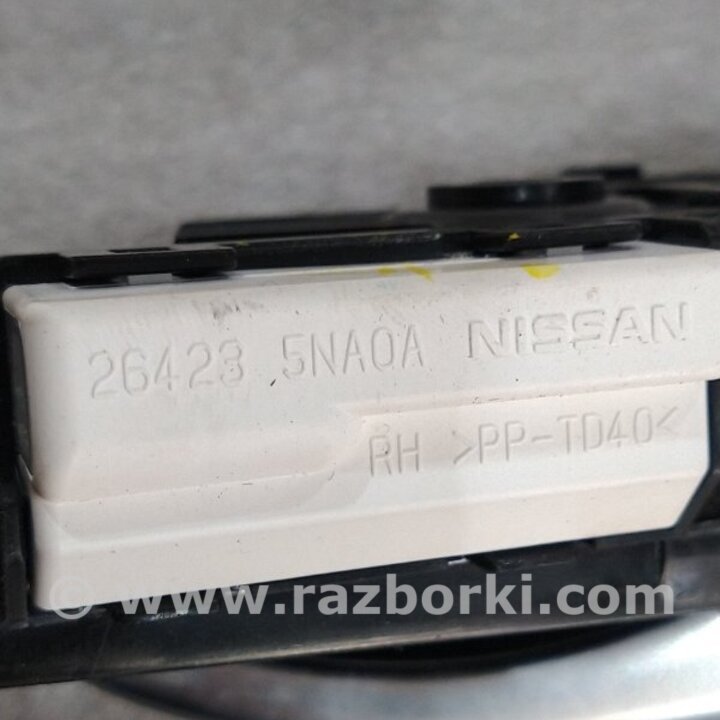 26423 5NA0A NISSAN
RH >PP-TD40<
© www.razborki.com